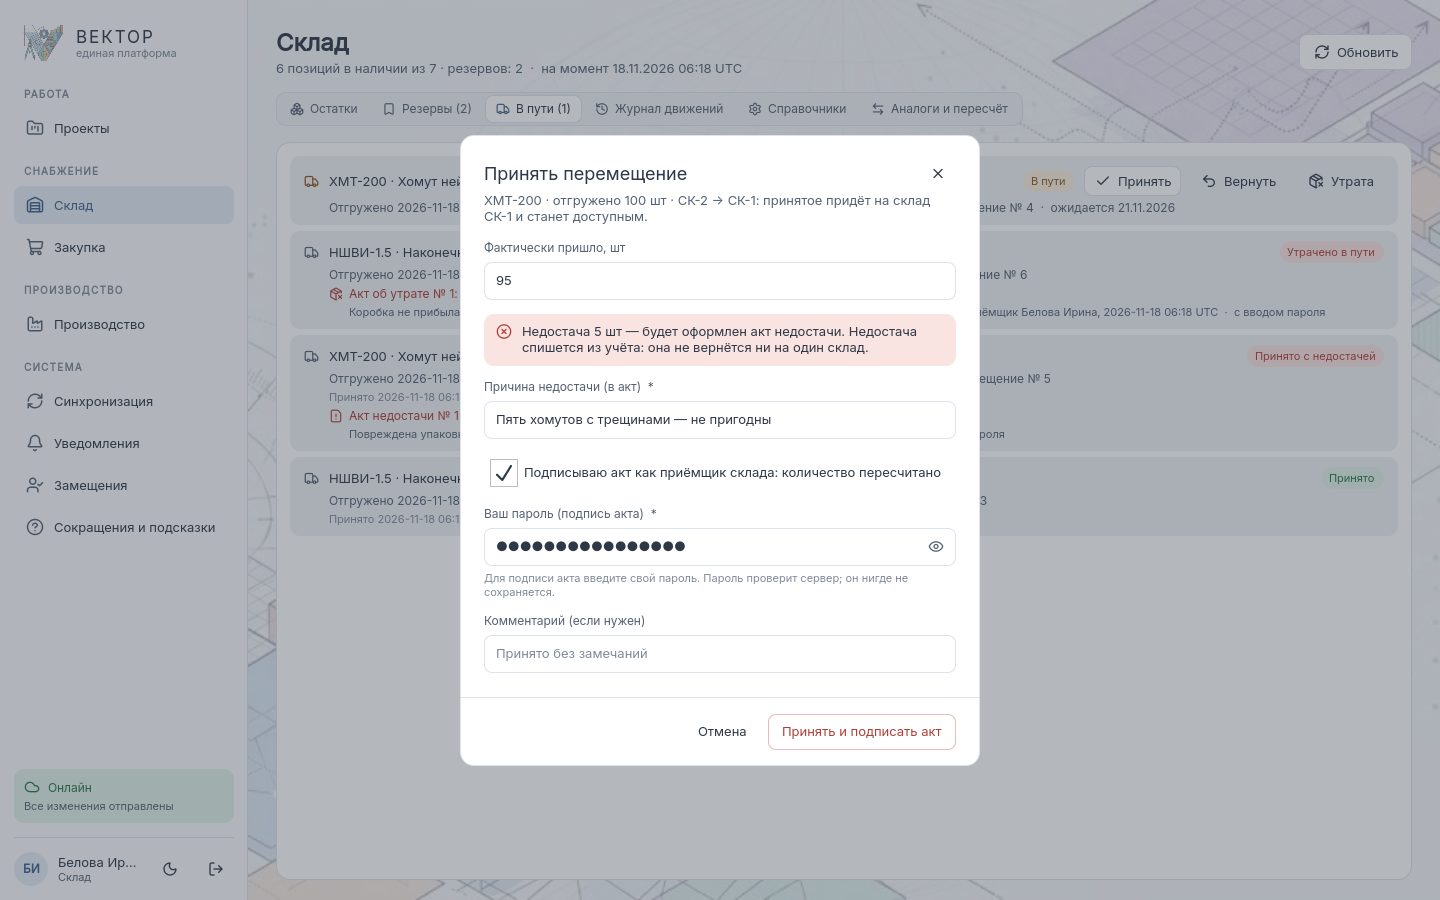 ВЕКТОР
единая платформа
РАБОТА
Проекты
СНАБЖЕНИЕ
Склад
Закупка
ПРОИЗВОДСТВО
Производство
СИСТЕМА
Синхронизация
Уведомления
Замещения
Сокращения и подсказки
Онлайн
Все изменения отправлены
БИ
Белова Ир...
Склад
Склад
6 позиций в наличии из 7 · резервов: 2 · на момент 18.11.2026 06:18 UTC
Обновить
Остатки
Резервы (2)
В пути (1)
Журнал движений
Справочники
Аналоги и пересчёт
ХМТ-200 · Хомут ней
В пути
Принять
Вернуть
Утрата
Отгружено 2026-11-18
ение № 4 · ожидается 21.11.2026
НШВИ-1.5 · Наконечн
Утрачено в пути
Отгружено 2026-11-18
ние № 6
Акт об утрате № 1:
Коробка не прибыла
ёмщик Белова Ирина, 2026-11-18 06:18 UTC · с вводом пароля
ХМТ-200 · Хомут ней
Принято с недостачей
Отгружено 2026-11-18
ещение № 5
Принято 2026-11-18 06:1
Акт недостачи № 1
Повреждена упаковк
роля
НШВИ-1.5 · Наконечн
Принято
Отгружено 2026-11-18
3
Принято 2026-11-18 06:1
Принять перемещение
ХМТ-200 · отгружено 100 шт · СК-2 → СК-1: принятое придёт на склад
СК-1 и станет доступным.
Фактически пришло, шт
95
Недостача 5 шт — будет оформлен акт недостачи. Недостача
спишется из учёта: она не вернётся ни на один склад.
Причина недостачи (в акт) *
Пять хомутов с трещинами — не пригодны
Подписываю акт как приёмщик склада: количество пересчитано
Ваш пароль (подпись акта) *
●●●●●●●●●●●●●●●●
Для подписи акта введите свой пароль. Пароль проверит сервер; он нигде не
сохраняется.
Комментарий (если нужен)
Принято без замечаний
Отмена
Принять и подписать акт